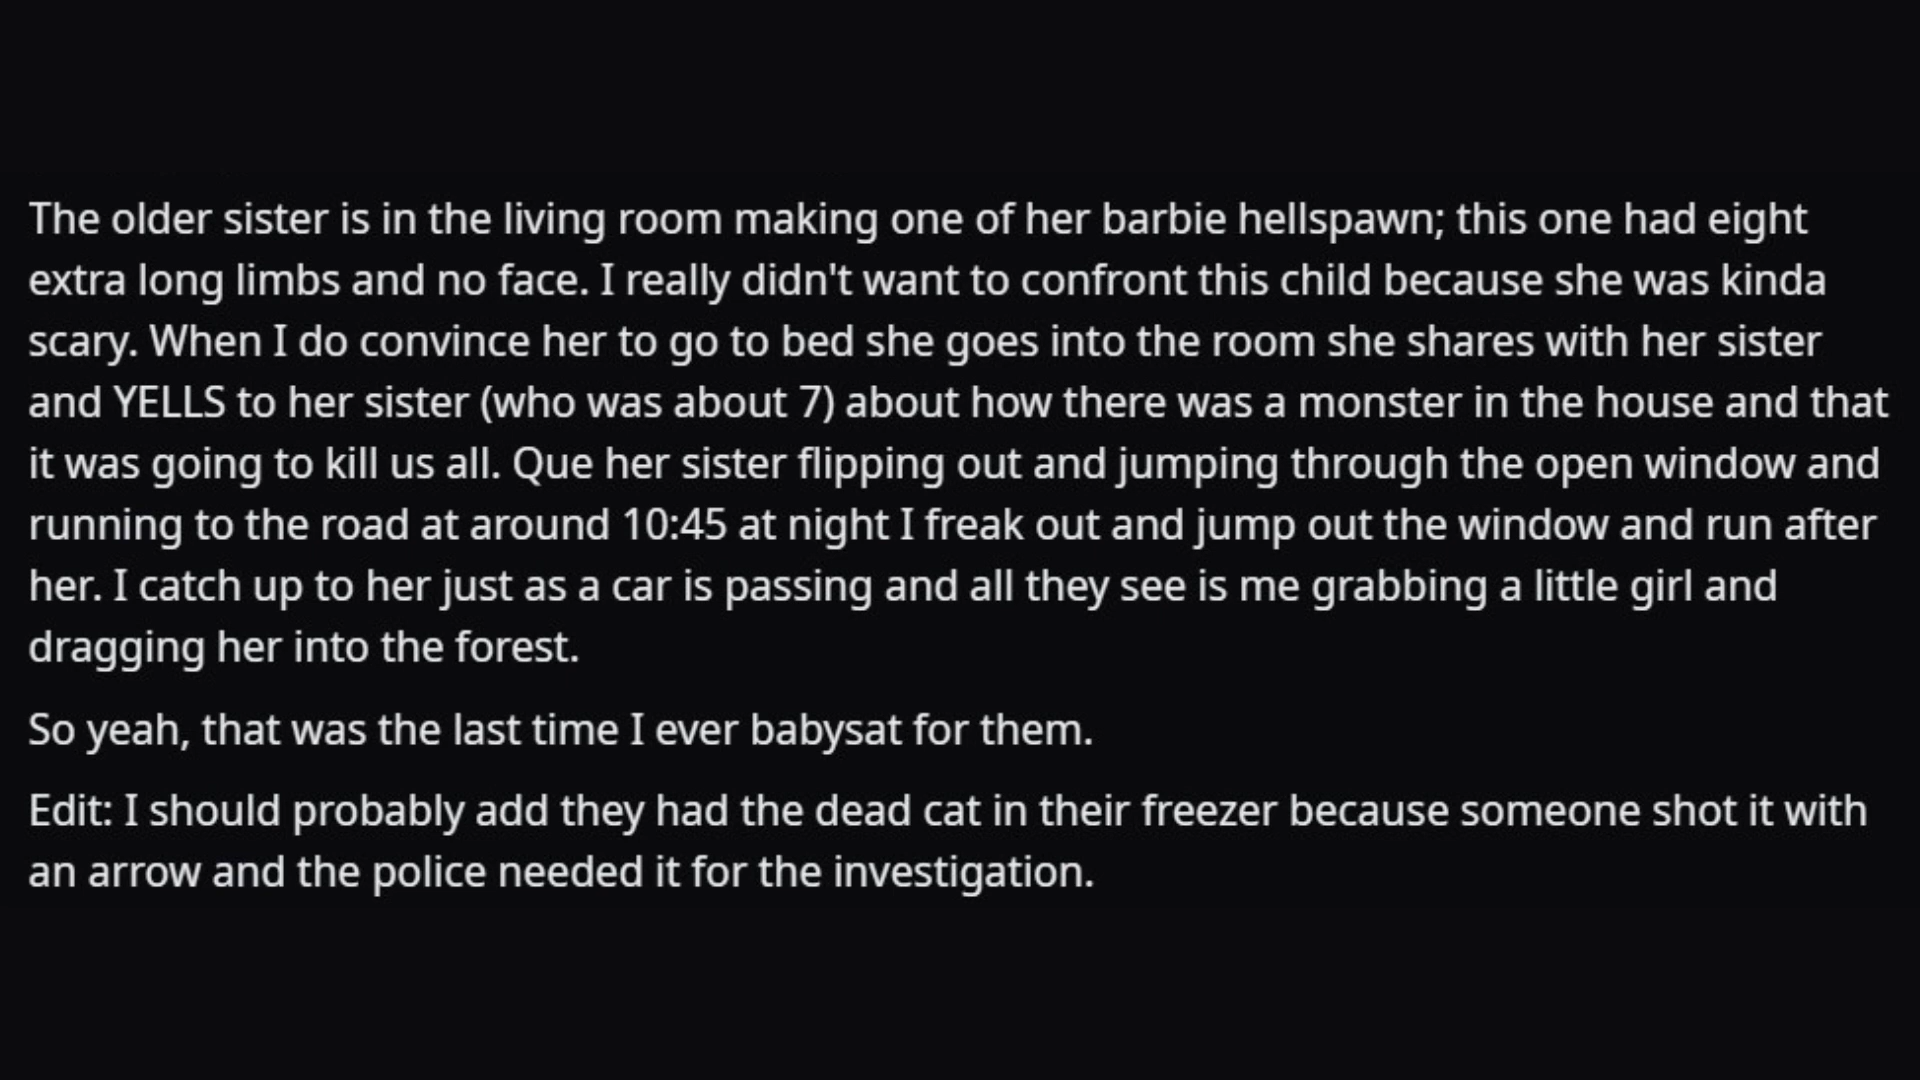 The older sister is in the living room making one of her barbie hellspawn; this one had eight
extra long limbs and no face. I really didn't want to confront this child because she was kinda
scary. When I do convince her to go to bed she goes into the room she shares with her sister
and YELLS to her sister (who was about 7) about how there was a monster in the house and that
it was going to kill us all. Que her sister flipping out and jumping through the open window and
running to the road at around 10:45 at night I freak out and jump out the window and run after
her. I catch up to her just as a car is passing and all they see is me grabbing a little girl and
dragging her into the forest.
So yeah, that was the last time I ever babysat for them.
Edit: I should probably add they had the dead cat in their freezer because someone shot it with
an arrow and the police needed it for the investigation.